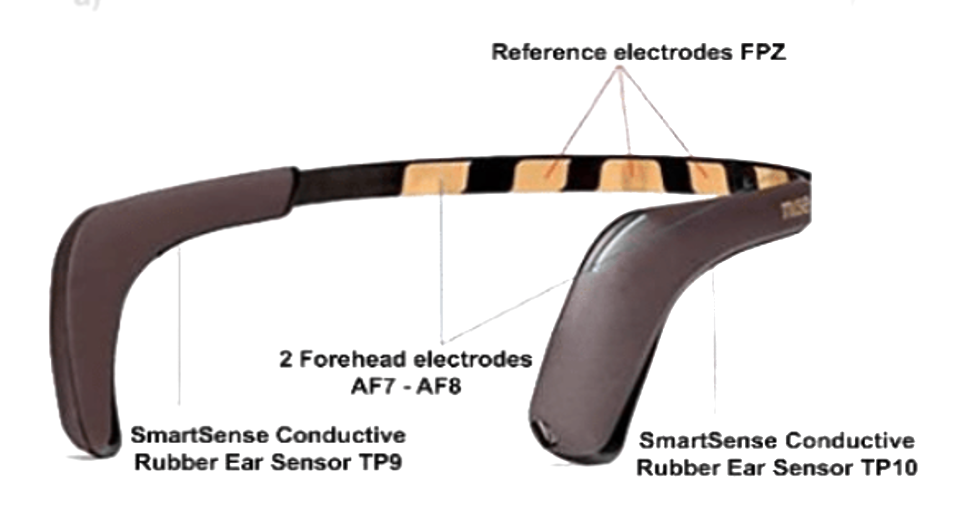 Reference electrodes FPZ
2 Forehead electrodes
AF7 - AF8
SmartSense Conductive
Rubber Ear Sensor TP9
SmartSense Conductive
Rubber Ear Sensor TP10